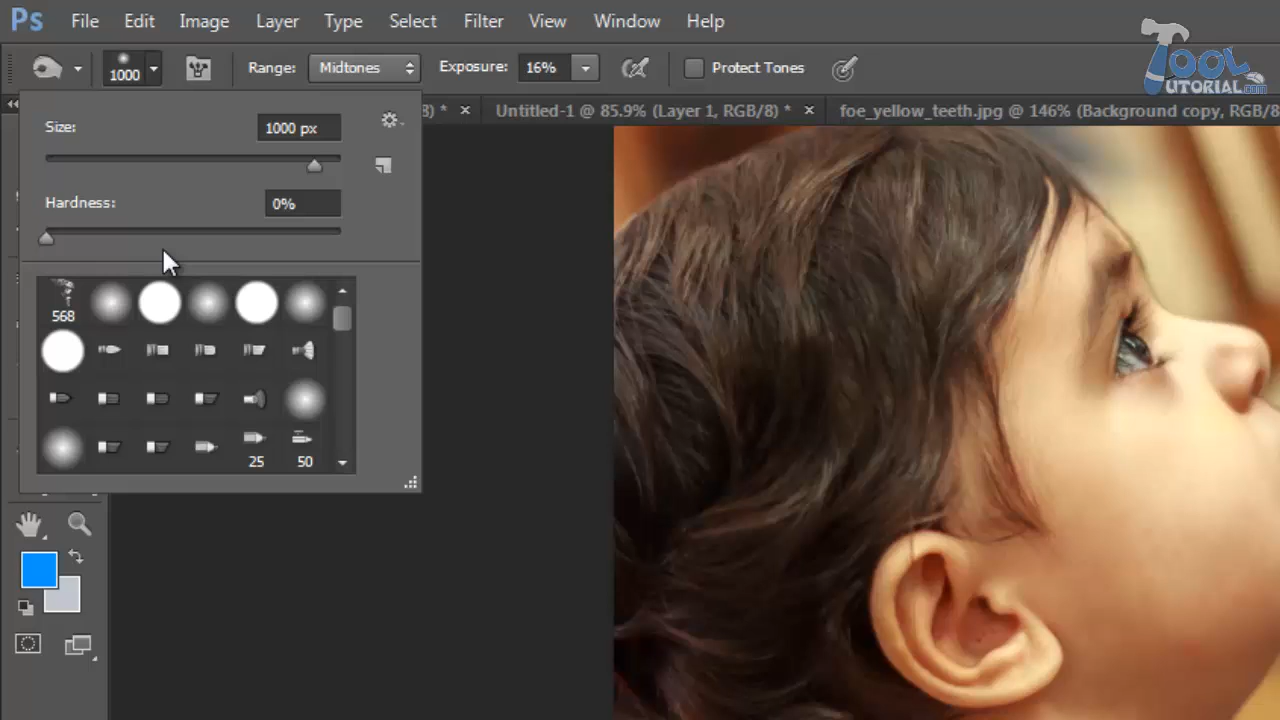 Ps File Edit Image Layer Type Select Filter View Window Help
1000 Range: Midtones Exposure: 16% Protect Tones
TOOL
TUTORIAL.COM
8) * × Untitled-1 @ 85.9% (Layer 1, RGB/8) * × foe_yellow_teeth.jpg @ 146% (Background copy, RGB/8
Size: 1000 px
Hardness: 0%
568
25 50